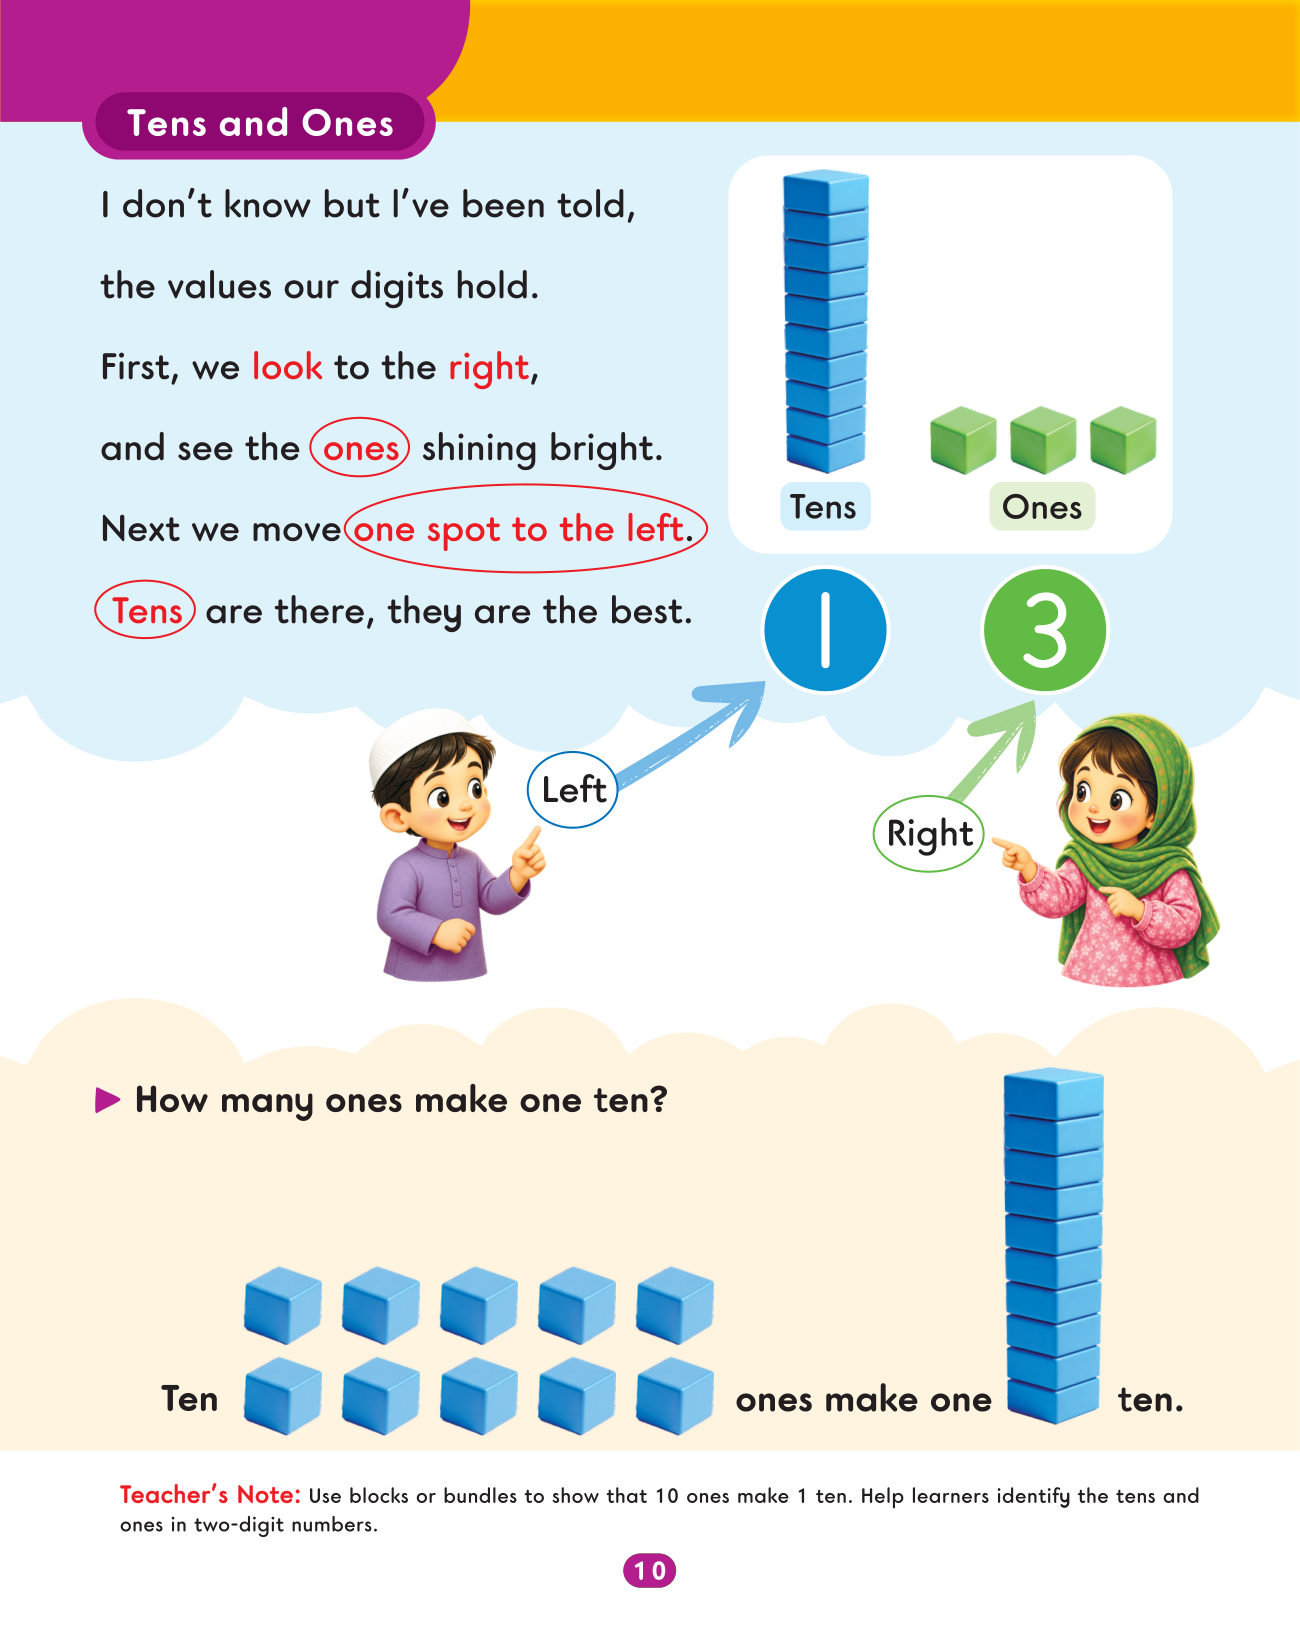 Tens and Ones
I don't know but I've been told,
the values our digits hold.
First, we look to the right,
and see the ones shining bright.
Next we move one spot to the left.
Tens are there, they are the best.
Tens
Ones
1
3
Left
Right
How many ones make one ten?
Ten ones make one ten.
Teacher's Note: Use blocks or bundles to show that 10 ones make 1 ten. Help learners identify the tens and
ones in two-digit numbers.
10